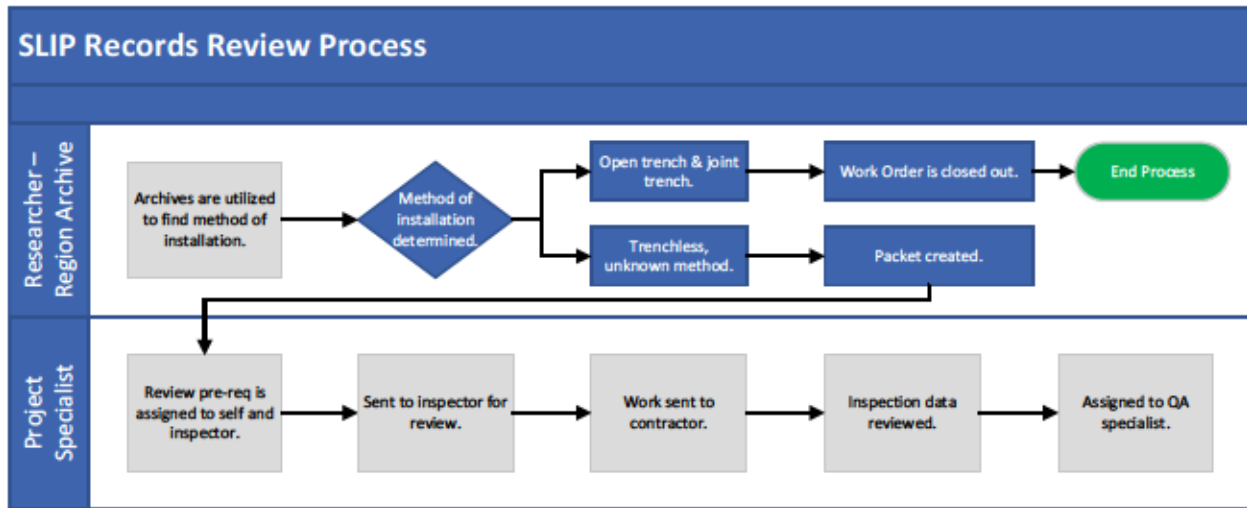 SLIP Records Review Process
Researcher –
Region Archive
Archives are utilized
to find method of
installation.
Method of
installation
determined.
Open trench & joint
trench.
Work Order is closed out.
End Process
Trenchless,
unknown method.
Packet created.
Project
Specialist
Review pre-req is
assigned to self and
inspector.
Sent to inspector for
review.
Work sent to
contractor.
Inspection data
reviewed.
Assigned to QA
specialist.